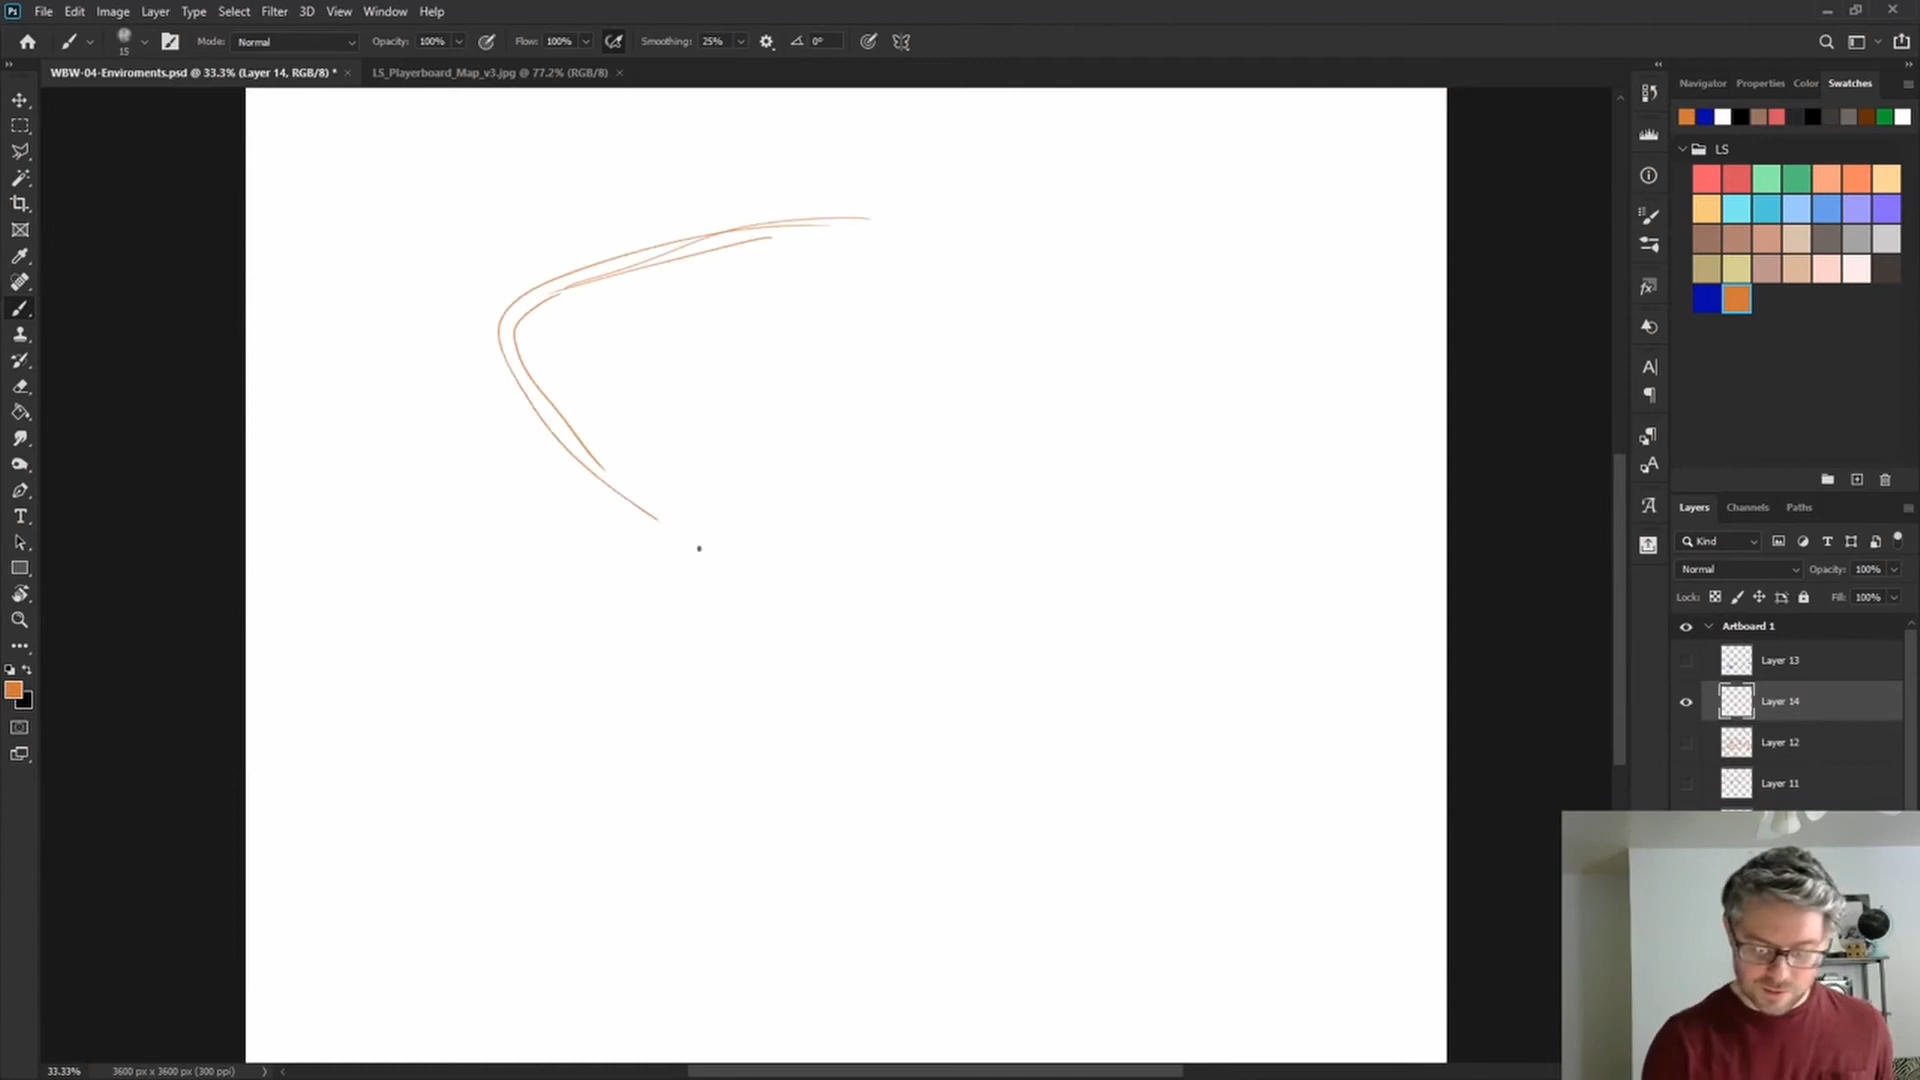 Ps File Edit Image Layer Type Select Filter 3D View Window Help
15 Mode: Normal Opacity: 100% Flow: 100% Smoothing: 25% 0°
WBW-04-Enviroments.psd @ 33.3% (Layer 14, RGB/8) * × LS_Playerboard_Map_v3.jpg @ 77.2% (RGB/8) ×
Navigator Properties Color Swatches
LS
Layers Channels Paths
Kind
Normal Opacity: 100%
Lock: Fill: 100%
Artboard 1
Layer 13
Layer 14
Layer 12
Layer 11
33.33% 3600 px x 3600 px (300 ppi)